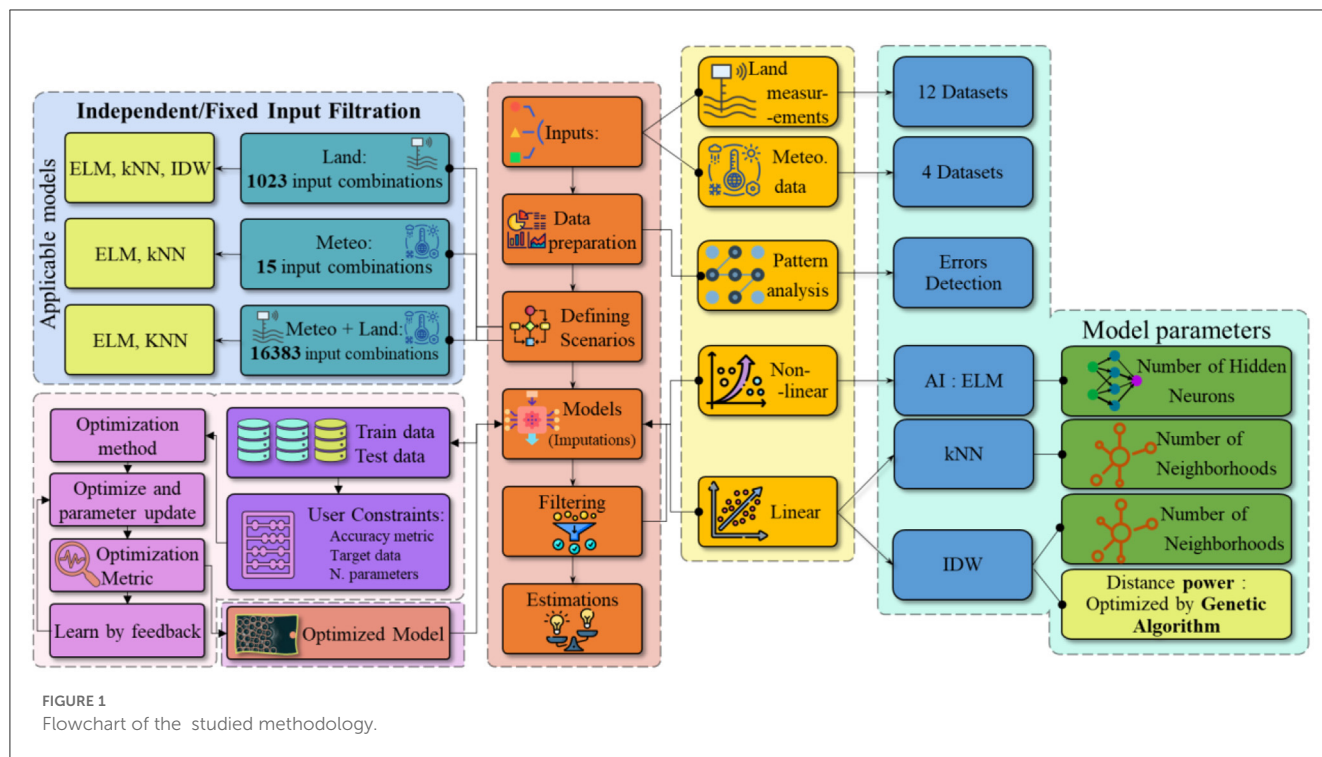 Independent/Fixed Input Filtration
Applicable models
ELM, kNN, IDW
Land:
1023 input combinations
ELM, kNN
Meteo:
15 input combinations
ELM, KNN
Meteo + Land:
16383 input combinations
Optimization
method
Optimize and
parameter update
Optimization
Metric
Learn by feedback
Train data
Test data
User Constraints:
Accuracy metric
Target data
N. parameters
Optimized Model
Inputs:
Data
preparation
Defining
Scenarios
Models
(Imputations)
Filtering
Estimations
Land
measur-
-ements
Meteo.
data
Pattern
analysis
Non-
-linear
Linear
12 Datasets
4 Datasets
Errors
Detection
AI : ELM
kNN
IDW
Model parameters
Number of Hidden
Neurons
Number of
Neighborhoods
Number of
Neighborhoods
Distance power :
Optimized by Genetic
Algorithm
FIGURE 1
Flowchart of the studied methodology.